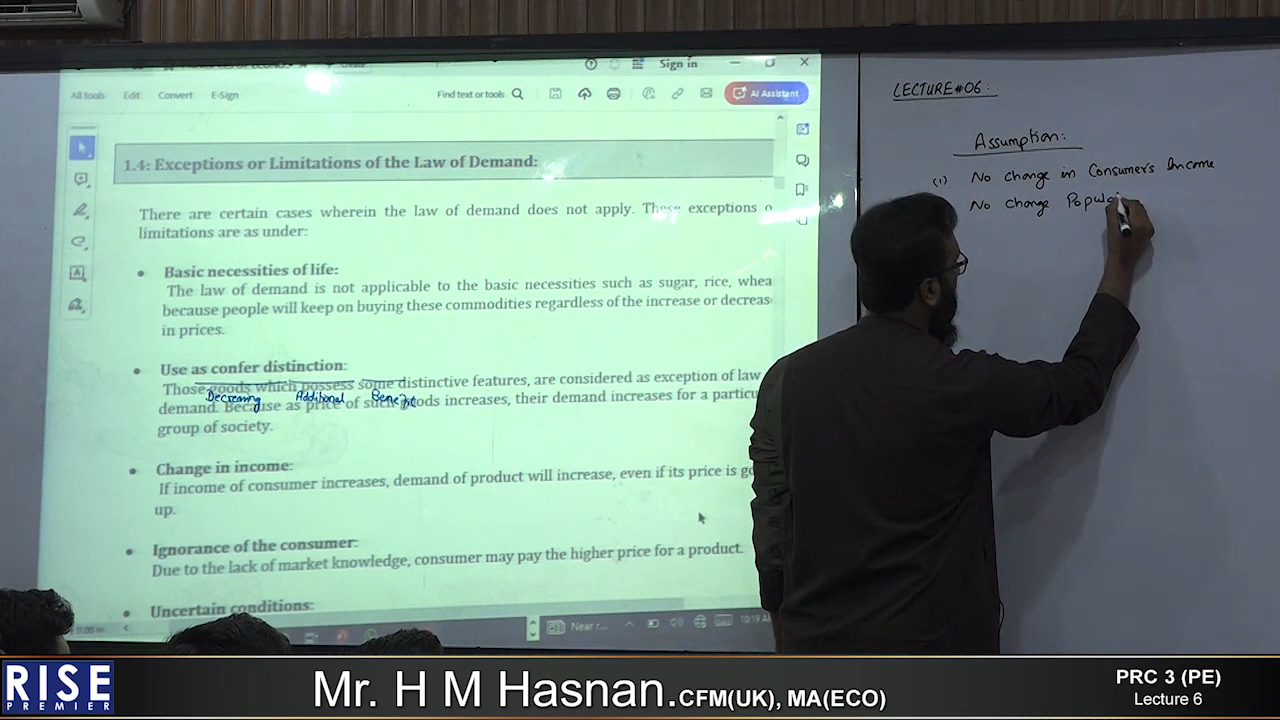 Sign in
All tools Edit Convert E-Sign Find text or tools AI Assistant
1.4: Exceptions or Limitations of the Law of Demand:
There are certain cases wherein the law of demand does not apply. These exceptions o
limitations are as under:
• Basic necessities of life:
The law of demand is not applicable to the basic necessities such as sugar, rice, whea
because people will keep on buying these commodities regardless of the increase or decreas
in prices.
• Use as confer distinction:
Those goods which possess some distinctive features, are considered as exception of law
demand. Because as price of such goods increases, their demand increases for a particu
group of society.
Decreasing Additional Benefit
• Change in income:
If income of consumer increases, demand of product will increase, even if its price is go
up.
• Ignorance of the consumer:
Due to the lack of market knowledge, consumer may pay the higher price for a product.
• Uncertain conditions:
Near r...
10:19 A
LECTURE#06:
Assumption:
(1) No change in Consumer's Income
No change Popula
RISE
PREMIER
Mr. H M Hasnan.CFM(UK), MA(ECO)
PRC 3 (PE)
Lecture 6